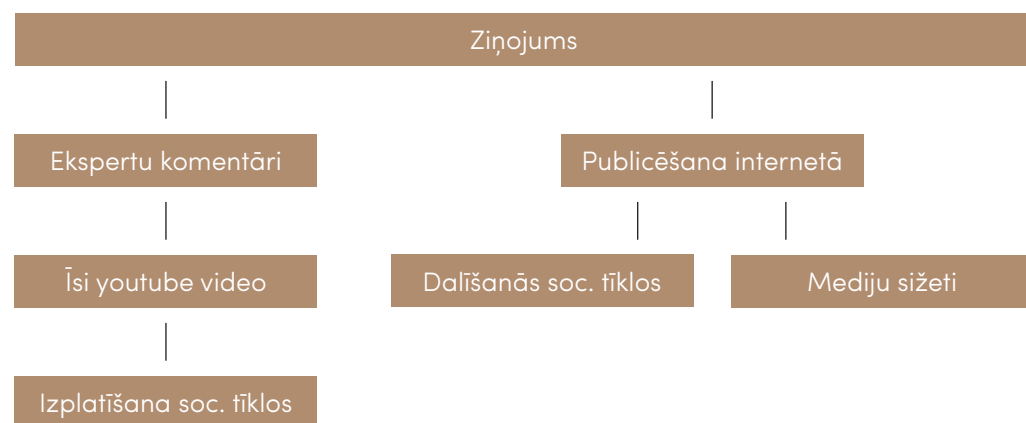 Ziņojums
Ekspertu komentāri
Publicēšana internetā
Īsi youtube video
Dalīšanās soc. tīklos
Mediju sižeti
Izplatīšana soc. tīklos